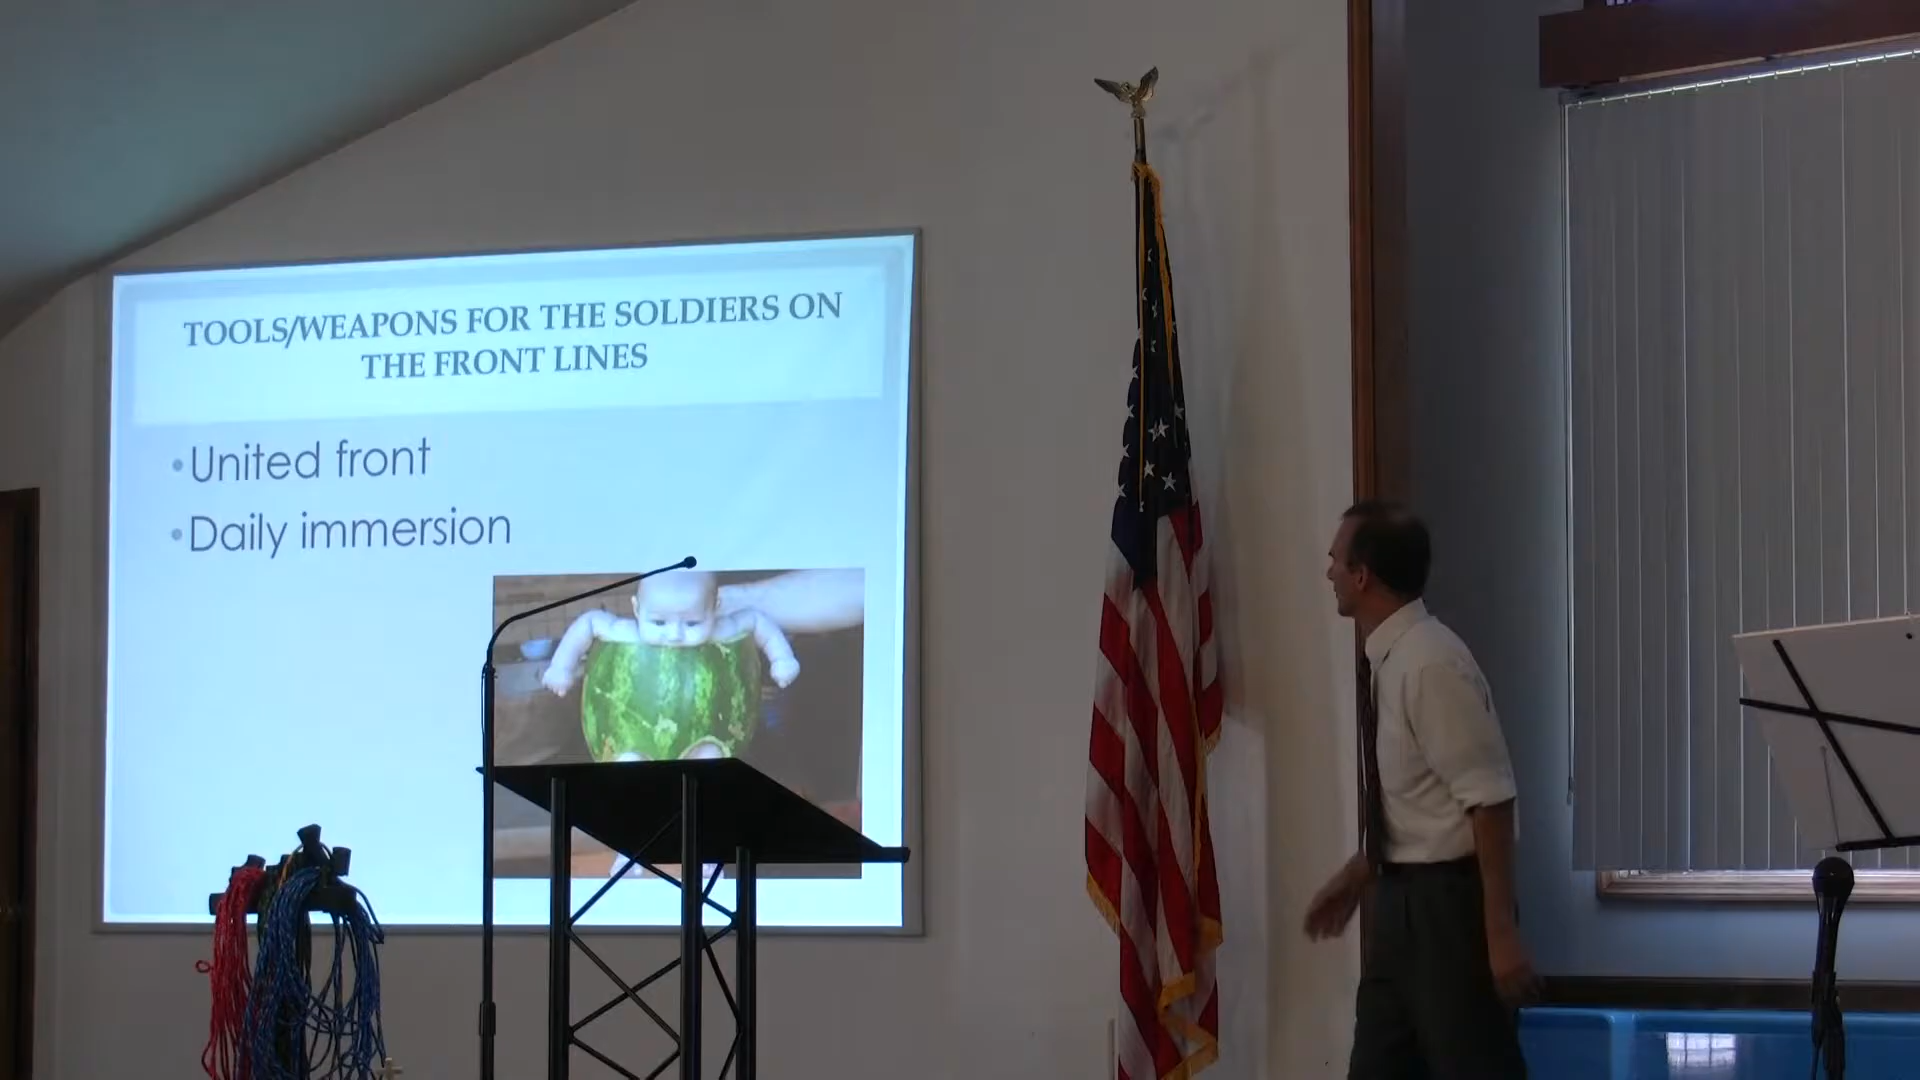 TOOLS/WEAPONS FOR THE SOLDIERS ON
THE FRONT LINES
•United front
•Daily immersion